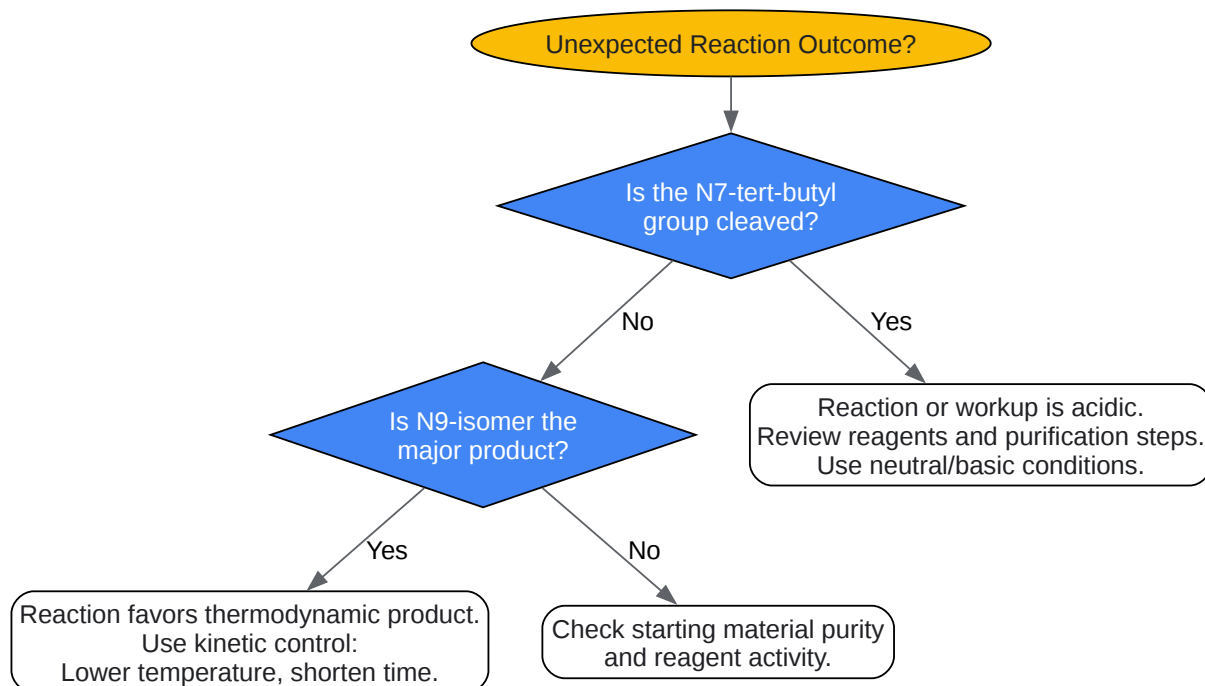 Unexpected Reaction Outcome?
Is the N7-tert-butyl
group cleaved?
No
Yes
Is N9-isomer the
major product?
Reaction or workup is acidic.
Review reagents and purification steps.
Use neutral/basic conditions.
Yes
No
Reaction favors thermodynamic product.
Use kinetic control:
Lower temperature, shorten time.
Check starting material purity
and reagent activity.